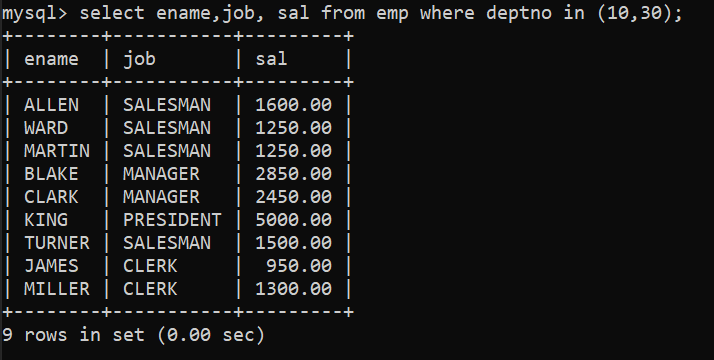 mysql> select ename,job, sal from emp where deptno in (10,30);
+--------+-----------+---------+
| ename  | job       | sal     |
+--------+-----------+---------+
| ALLEN  | SALESMAN  | 1600.00 |
| WARD   | SALESMAN  | 1250.00 |
| MARTIN | SALESMAN  | 1250.00 |
| BLAKE  | MANAGER   | 2850.00 |
| CLARK  | MANAGER   | 2450.00 |
| KING   | PRESIDENT | 5000.00 |
| TURNER | SALESMAN  | 1500.00 |
| JAMES  | CLERK     |  950.00 |
| MILLER | CLERK     | 1300.00 |
+--------+-----------+---------+
9 rows in set (0.00 sec)